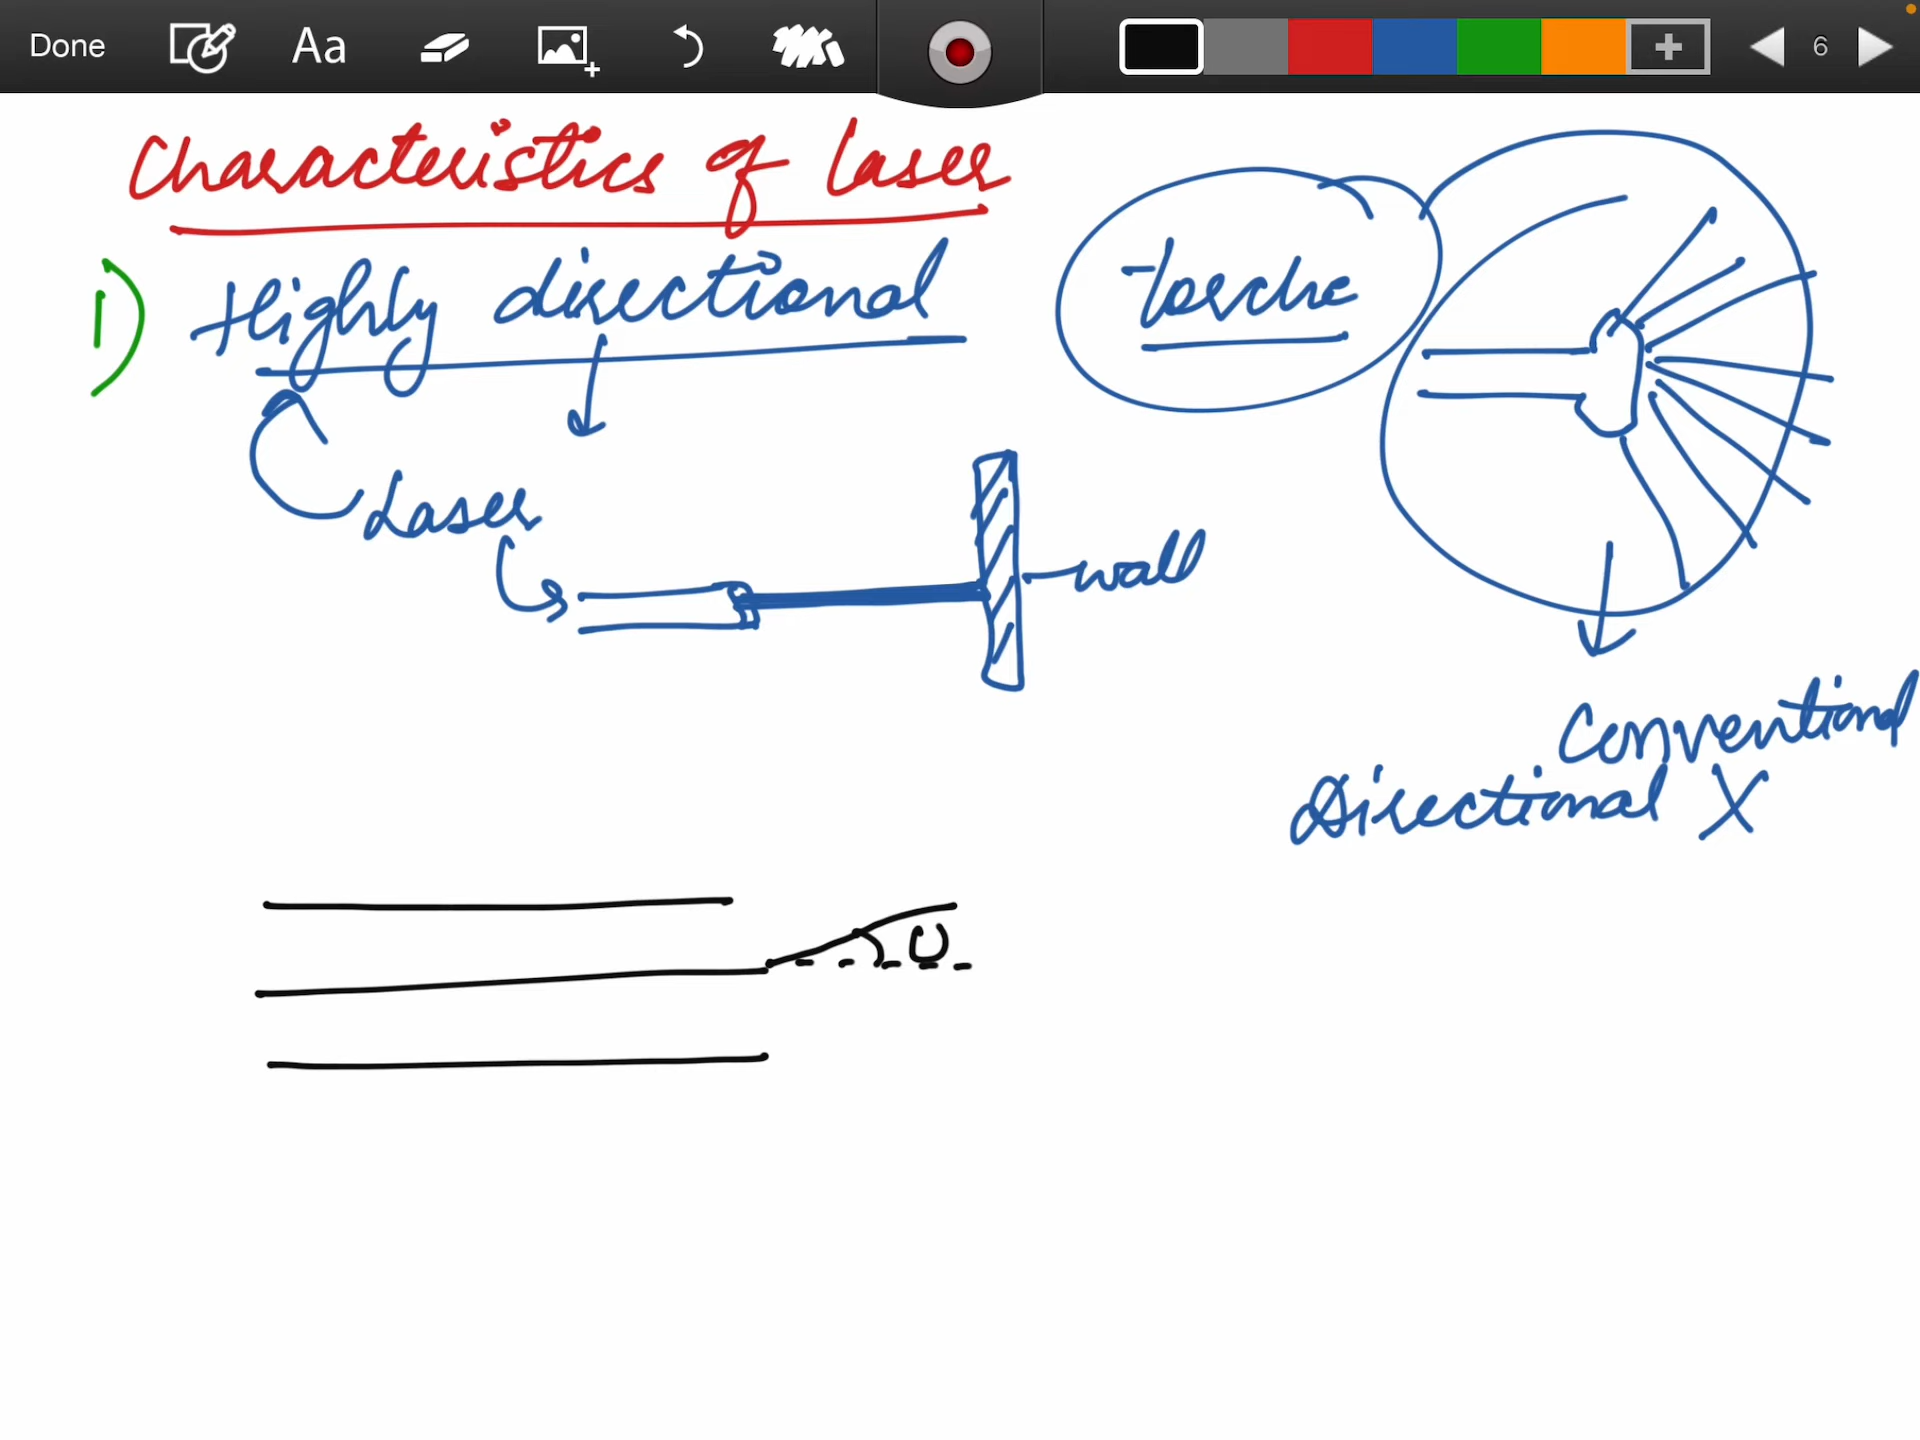 Done Aa 6
Characteristics of Laser
1) Highly directional
Torche
Laser
wall
Conventional
Directional X